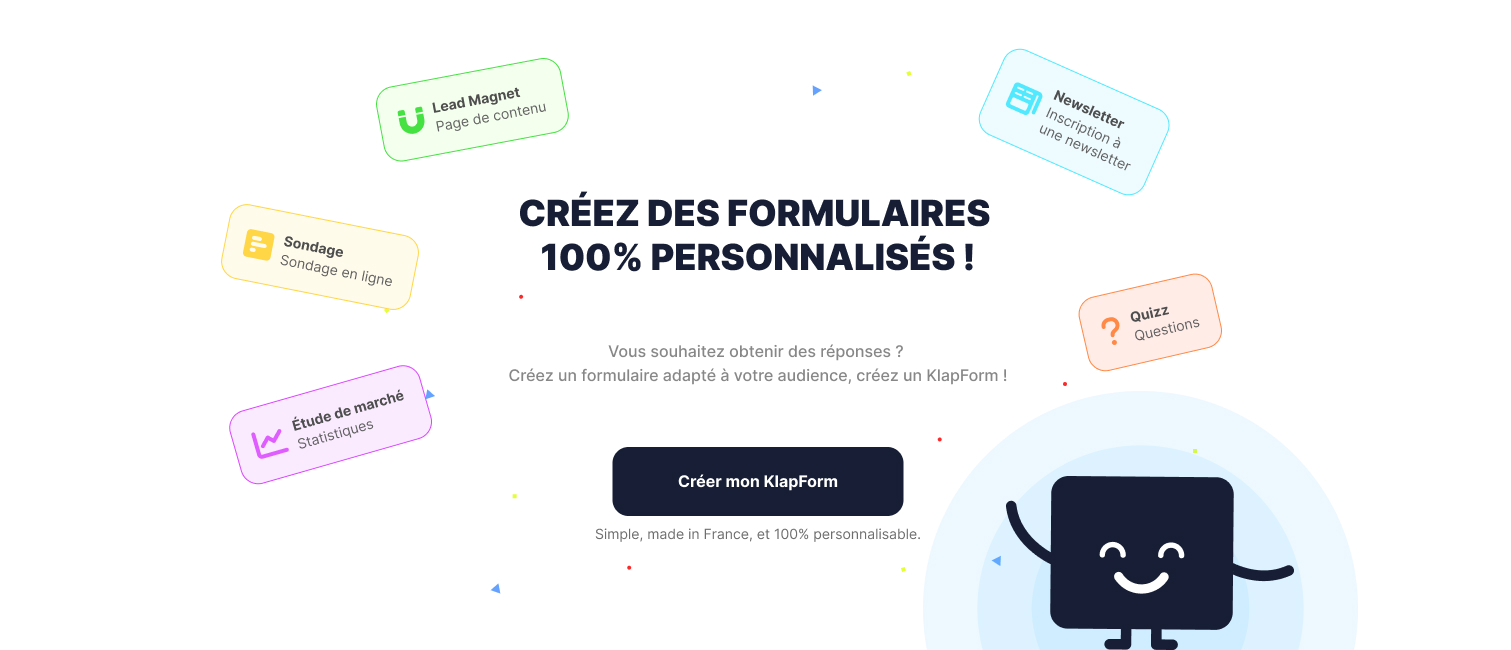 Lead Magnet
Page de contenu
Newsletter
Inscription à
une newsletter
CRÉEZ DES FORMULAIRES
100% PERSONNALISÉS !
Sondage
Sondage en ligne
Quizz
Questions
Vous souhaitez obtenir des réponses ?
Créez un formulaire adapté à votre audience, créez un KlapForm !
Étude de marché
Statistiques
Créer mon KlapForm
Simple, made in France, et 100% personnalisable.